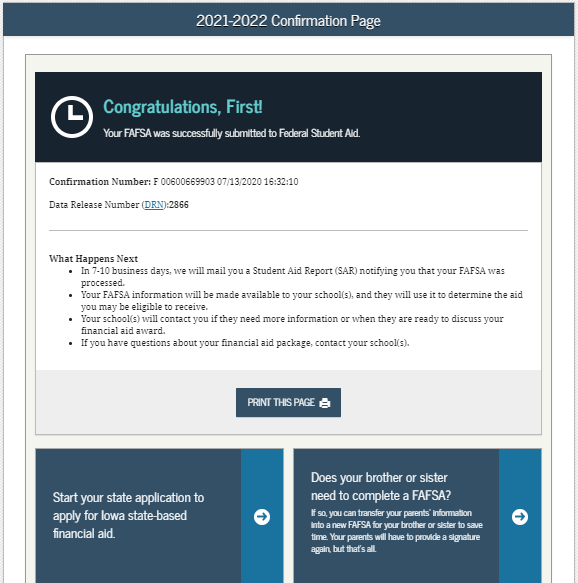 2021-2022 Confirmation Page
Congratulations, First!
Your FAFSA was successfully submitted to Federal Student Aid.
Confirmation Number: F 00600669903 07/13/2020 16:32:10
Data Release Number (DRN):2866
What Happens Next
• In 7-10 business days, we will mail you a Student Aid Report (SAR) notifying you that your FAFSA was
processed.
• Your FAFSA information will be made available to your school(s), and they will use it to determine the aid
you may be eligible to receive.
• Your school(s) will contact you if they need more information or when they are ready to discuss your
financial aid award.
• If you have questions about your financial aid package, contact your school(s).
PRINT THIS PAGE
Start your state application to
apply for Iowa state-based
financial aid.
Does your brother or sister
need to complete a FAFSA?
If so, you can transfer your parents' information
into a new FAFSA for your brother or sister to save
time. Your parents will have to provide a signature
again, but that's all.